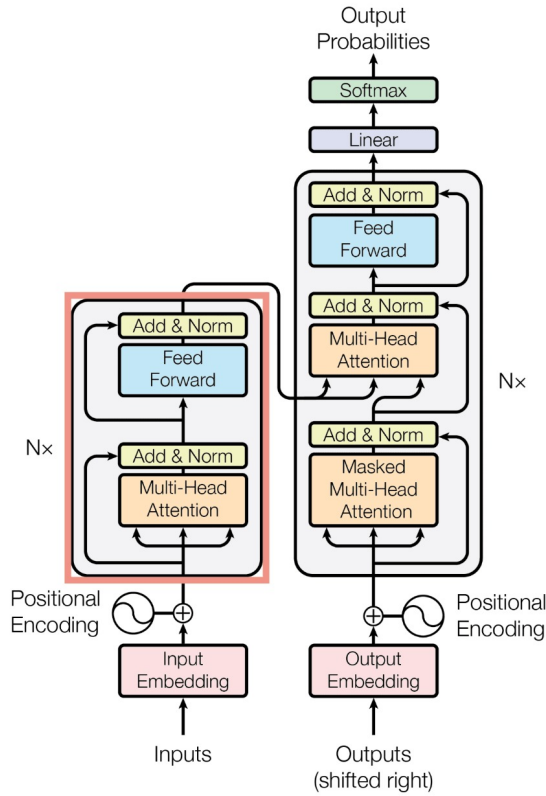 Output
Probabilities
Softmax
Linear
Add & Norm
Feed
Forward
Add & Norm
Multi-Head
Attention
Add & Norm
Masked
Multi-Head
Attention
N×
Add & Norm
Feed
Forward
Add & Norm
Multi-Head
Attention
N×
Positional
Encoding
Positional
Encoding
Input
Embedding
Output
Embedding
Inputs
Outputs
(shifted right)